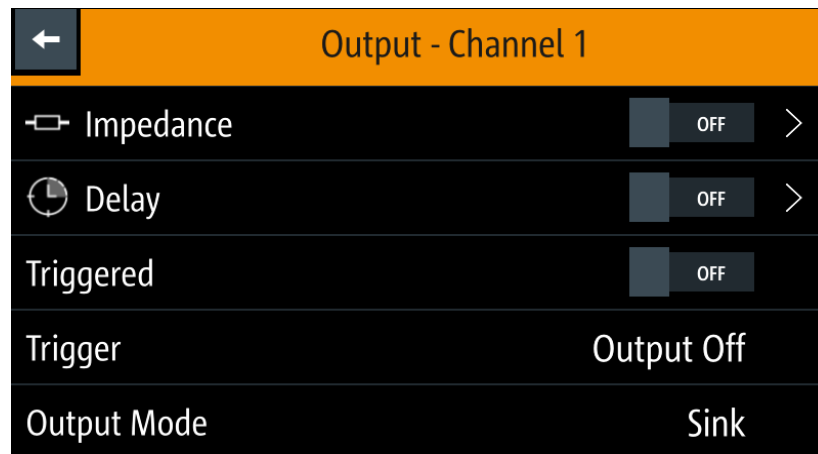 Output - Channel 1
Impedance OFF
Delay OFF
Triggered OFF
Trigger Output Off
Output Mode Sink